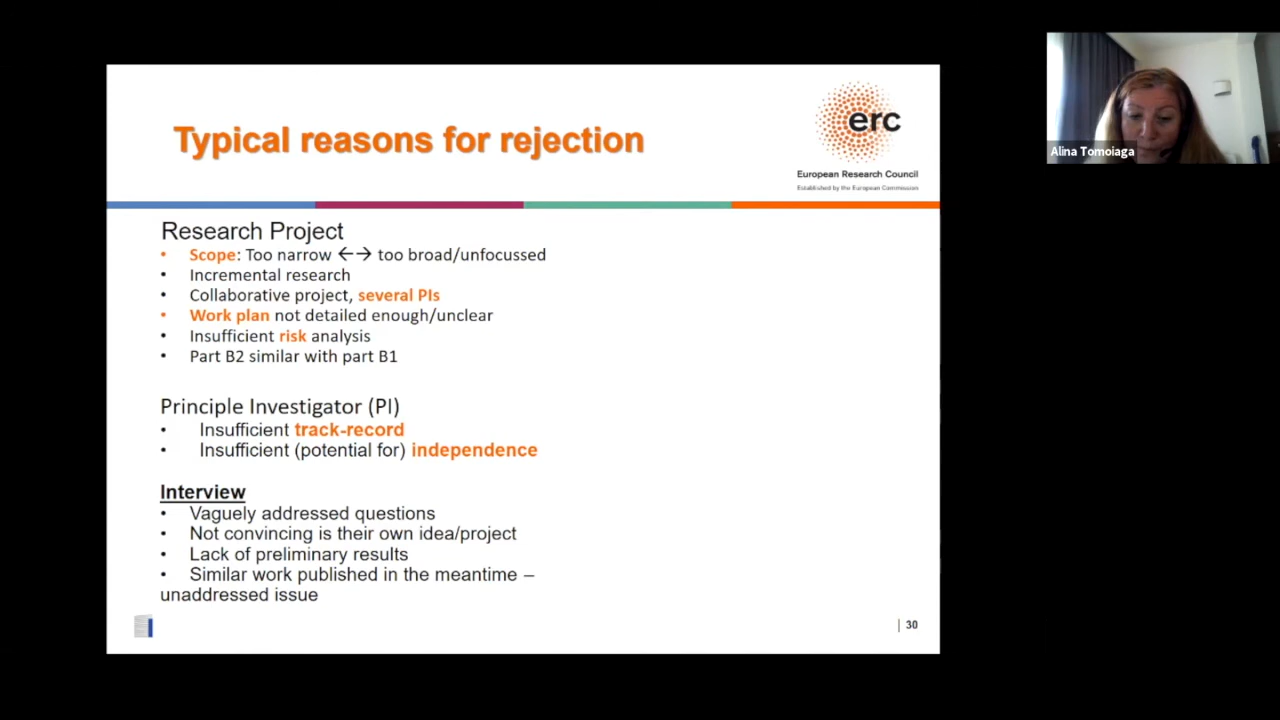 Typical reasons for rejection
erc
European Research Council
Established by the European Commission
Alina Tomoiaga
Research Project
• Scope: Too narrow ←→ too broad/unfocussed
• Incremental research
• Collaborative project, several PIs
• Work plan not detailed enough/unclear
• Insufficient risk analysis
• Part B2 similar with part B1
Principle Investigator (PI)
• Insufficient track-record
• Insufficient (potential for) independence
Interview
• Vaguely addressed questions
• Not convincing is their own idea/project
• Lack of preliminary results
• Similar work published in the meantime –
unaddressed issue
| 30